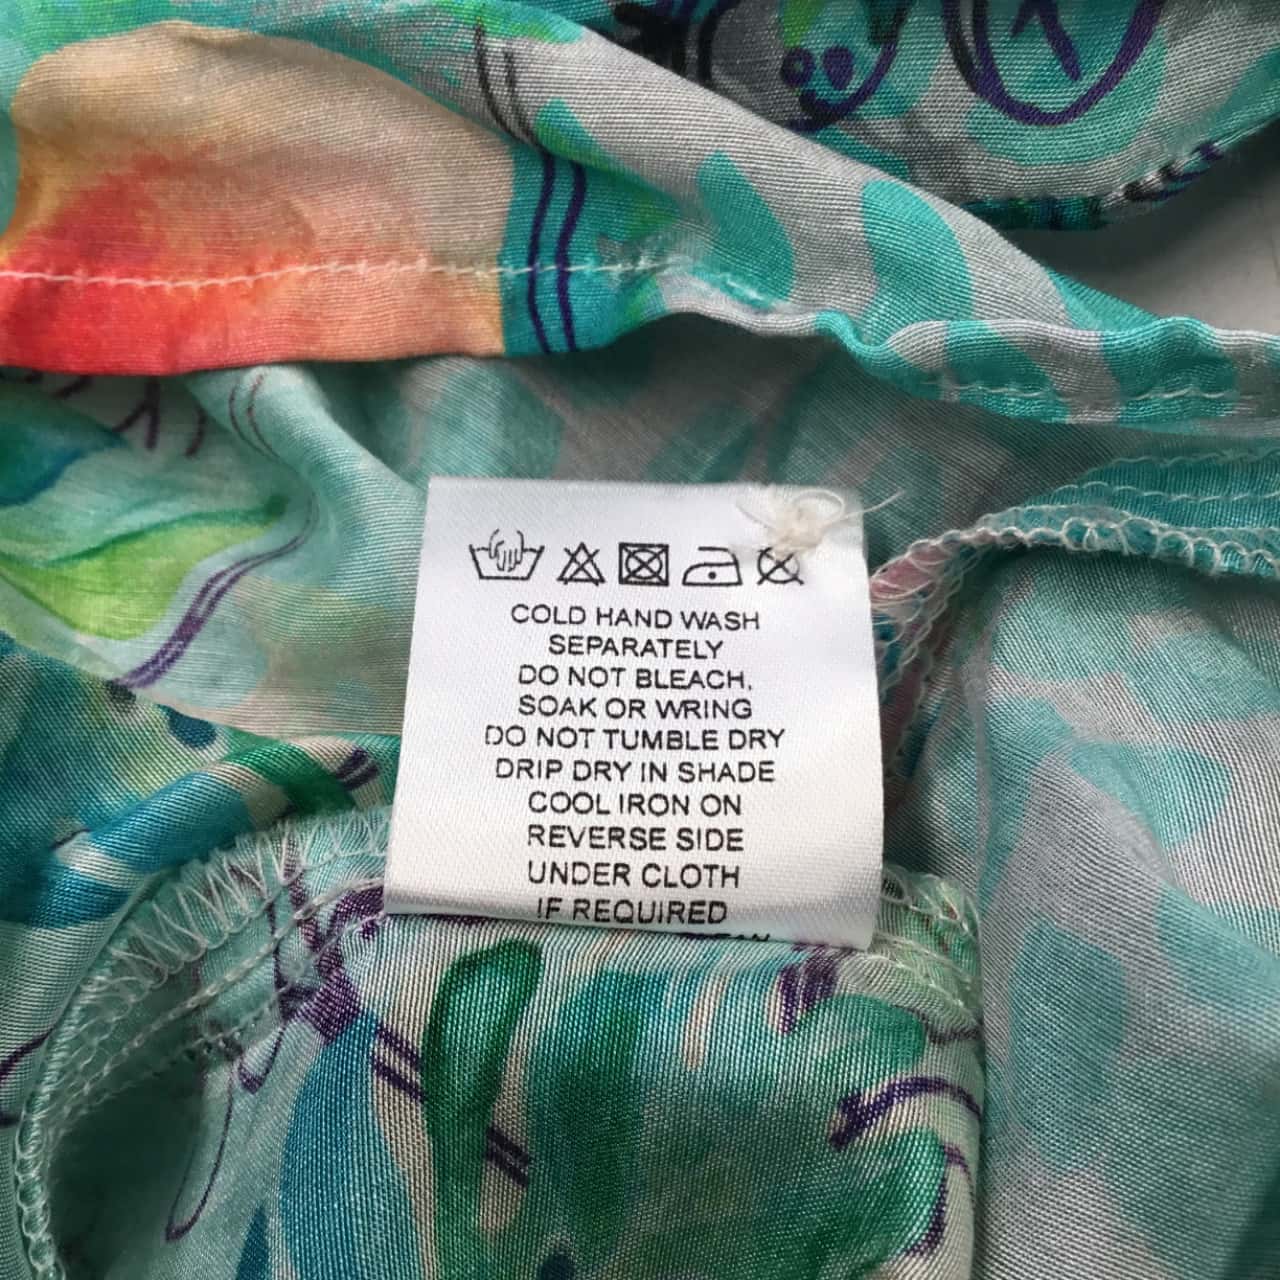 COLD HAND WASH
SEPARATELY
DO NOT BLEACH,
SOAK OR WRING
DO NOT TUMBLE DRY
DRIP DRY IN SHADE
COOL IRON ON
REVERSE SIDE
UNDER CLOTH
IF REQUIRED